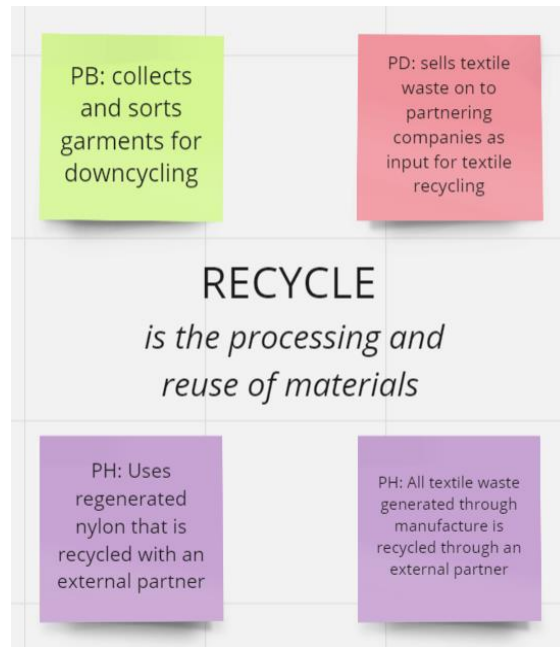 PB: collects
and sorts
garments for
downcycling
PD: sells textile
waste on to
partnering
companies as
input for textile
recycling
RECYCLE
is the processing and
reuse of materials
PH: Uses
regenerated
nylon that is
recycled with an
external partner
PH: All textile waste
generated through
manufacture is
recycled through an
external partner